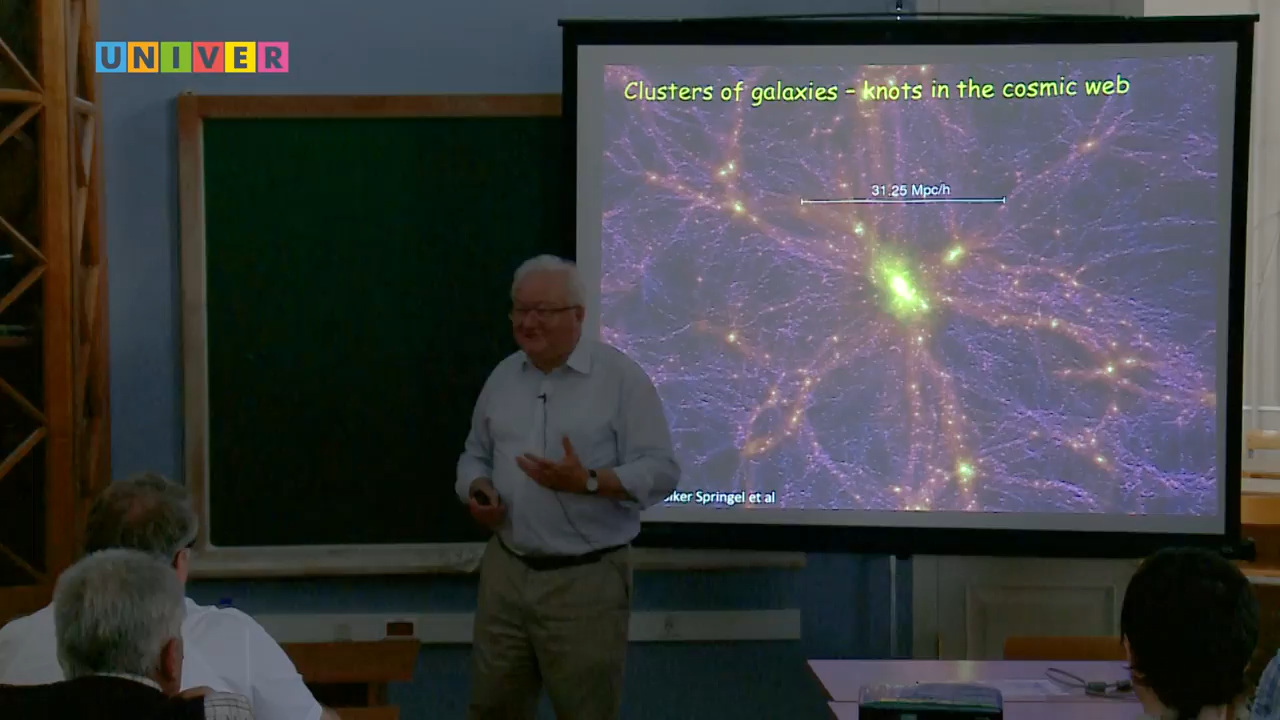 UNIVER
Clusters of galaxies – knots in the cosmic web
31.25 Mpc/h
Springel et al